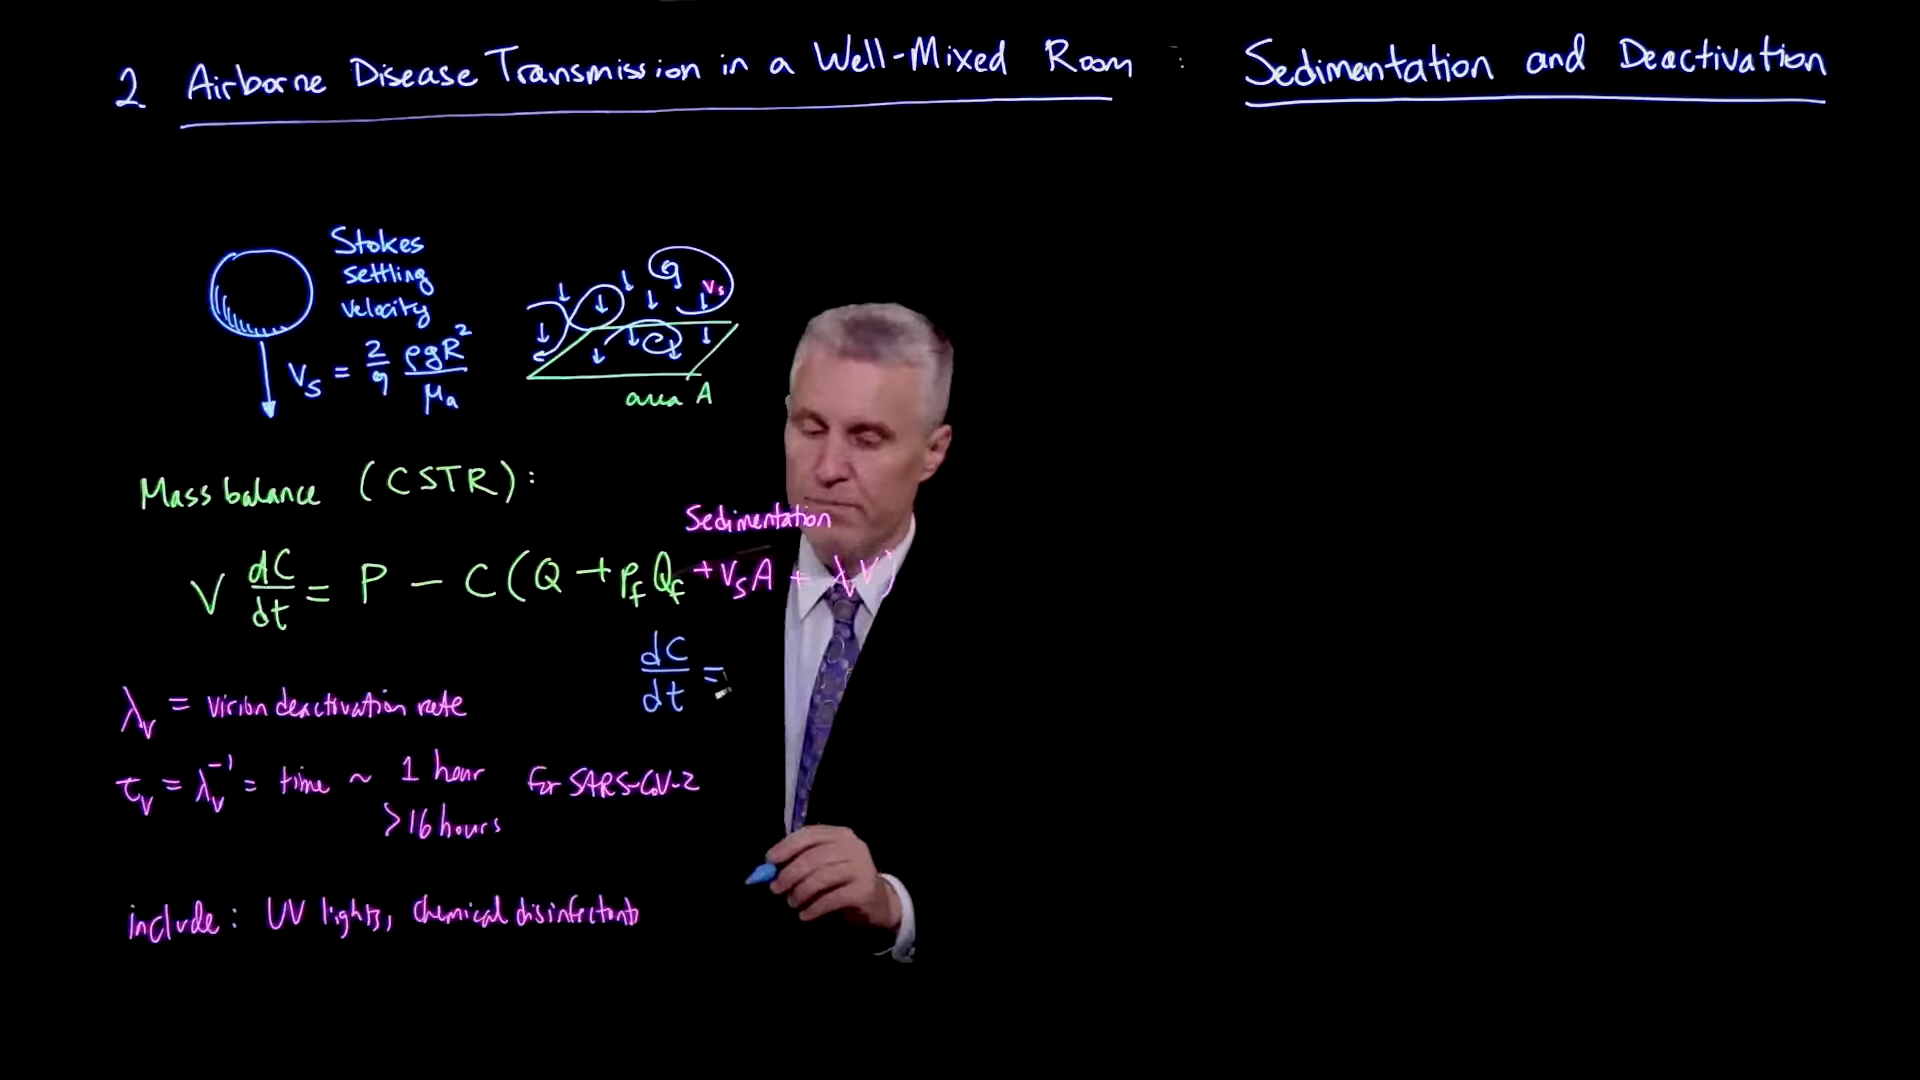 2 Airborne Disease Transmission in a Well-Mixed Room : Sedimentation and Deactivation
Stokes
settling
velocity
v_s = 2/9 ρgR²/μ_a
v_s
area A
Mass balance (CSTR):
Sedimentation
V dC/dt = P - C(Q + p_f Q_f + v_s A + λ_v V)
dC/dt =
λ_v = virion deactivation rate
τ_v = λ_v⁻¹ = time ~ 1 hour for SARS-CoV-2
>16 hours
include: UV lights, chemical disinfectants